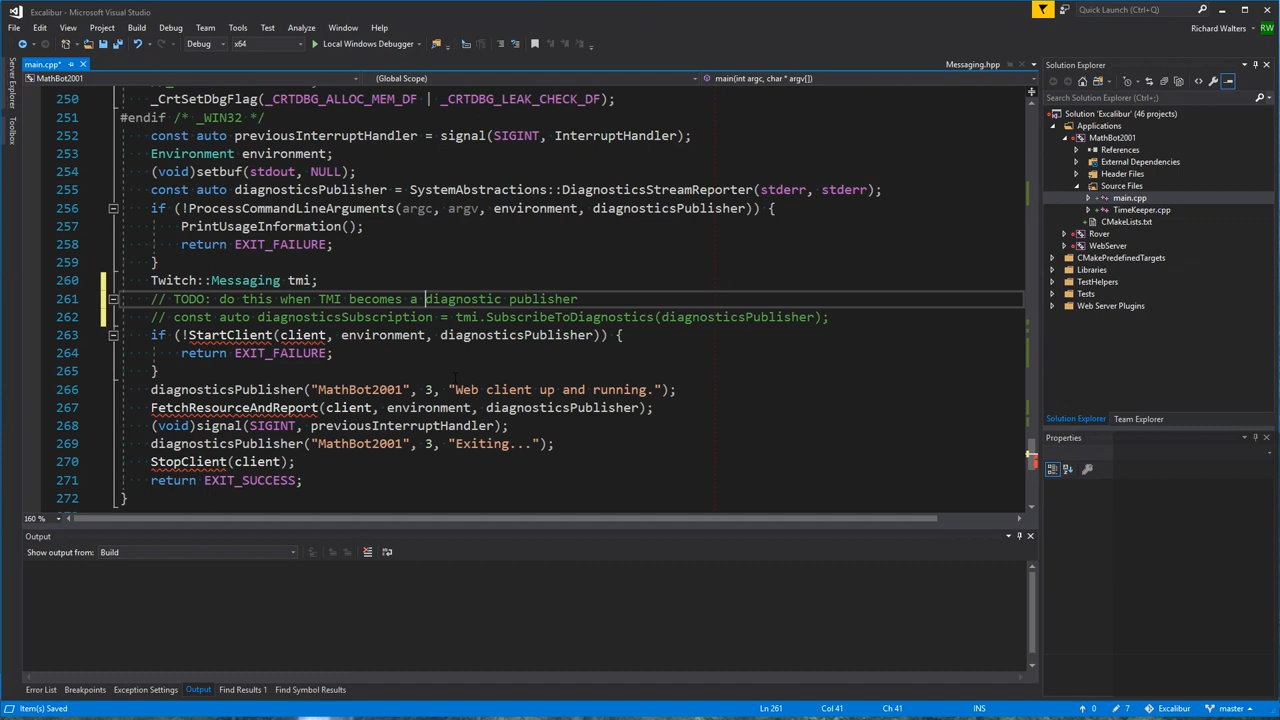 Excalibur - Microsoft Visual Studio
Quick Launch (Ctrl+Q)
File Edit View Project Build Debug Team Tools Test Analyze Window Help
Richard Walters RW
Debug x64 Local Windows Debugger
main.cpp* Messaging.hpp
MathBot2001 (Global Scope) main(int argc, char * argv[])
250 _CrtSetDbgFlag(_CRTDBG_ALLOC_MEM_DF | _CRTDBG_LEAK_CHECK_DF);
251 #endif /* _WIN32 */
252 const auto previousInterruptHandler = signal(SIGINT, InterruptHandler);
253 Environment environment;
254 (void)setbuf(stdout, NULL);
255 const auto diagnosticsPublisher = SystemAbstractions::DiagnosticsStreamReporter(stderr, stderr);
256 if (!ProcessCommandLineArguments(argc, argv, environment, diagnosticsPublisher)) {
257 PrintUsageInformation();
258 return EXIT_FAILURE;
259 }
260 Twitch::Messaging tmi;
261 // TODO: do this when TMI becomes a diagnostic publisher
262 // const auto diagnosticsSubscription = tmi.SubscribeToDiagnostics(diagnosticsPublisher);
263 if (!StartClient(client, environment, diagnosticsPublisher)) {
264 return EXIT_FAILURE;
265 }
266 diagnosticsPublisher("MathBot2001", 3, "Web client up and running.");
267 FetchResourceAndReport(client, environment, diagnosticsPublisher);
268 (void)signal(SIGINT, previousInterruptHandler);
269 diagnosticsPublisher("MathBot2001", 3, "Exiting...");
270 StopClient(client);
271 return EXIT_SUCCESS;
272 }
160 %
Output
Show output from: Build
Error List Breakpoints Exception Settings Output Find Results 1 Find Symbol Results
Server Explorer
Toolbox
Solution Explorer
Search Solution Explorer (Ctrl+;)
Solution 'Excalibur' (46 projects)
Applications
MathBot2001
References
External Dependencies
Header Files
Source Files
main.cpp
TimeKeeper.cpp
CMakeLists.txt
Rover
WebServer
CMakePredefinedTargets
Libraries
TestHelpers
Tests
Web Server Plugins
Solution Explorer Team Explorer
Properties
Item(s) Saved Ln 261 Col 41 Ch 41 INS 0 7 Excalibur master